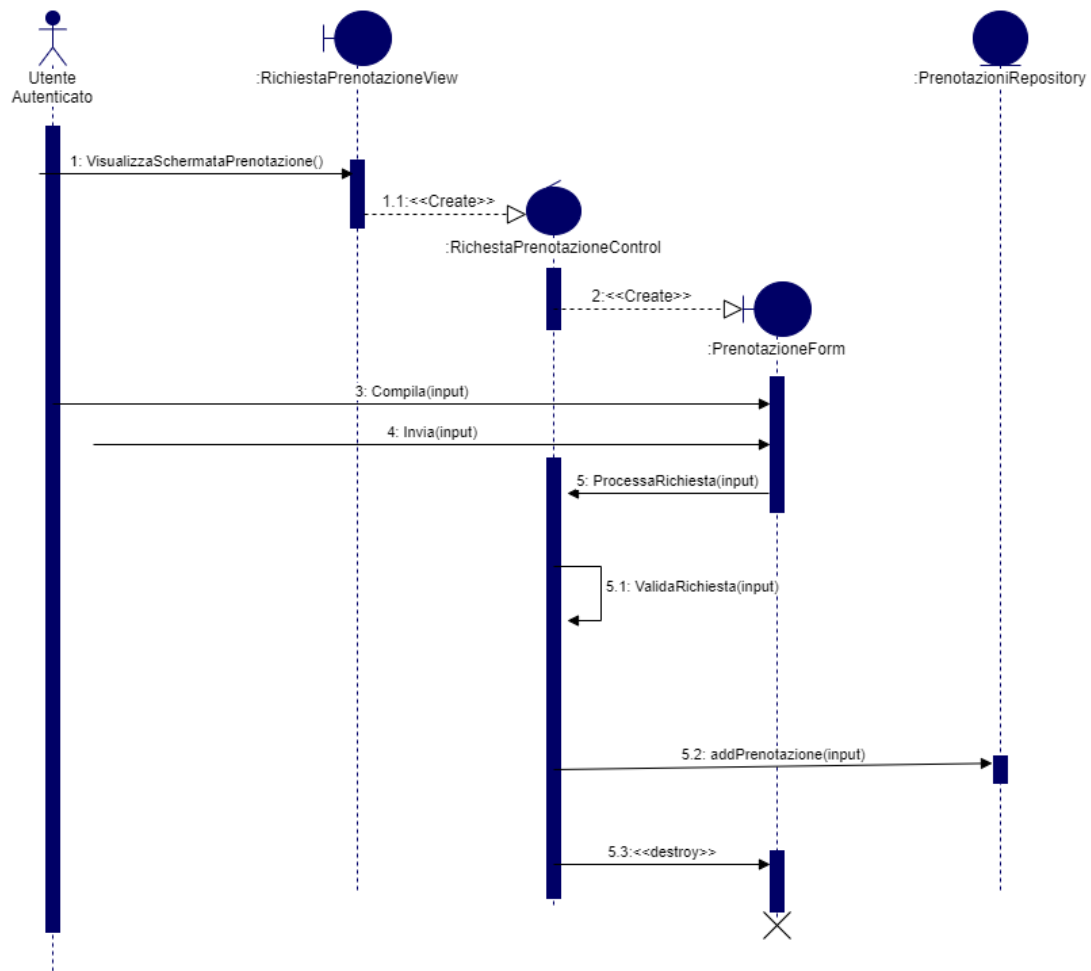 Utente
Autenticato
:RichiestaPrenotazioneView
:PrenotazioniRepository
1: VisualizzaSchermataPrenotazione()
1.1:<<Create>>
:RichestaPrenotazioneControl
2:<<Create>>
:PrenotazioneForm
3: Compila(input)
4: Invia(input)
5: ProcessaRichiesta(input)
5.1: ValidaRichiesta(input)
5.2: addPrenotazione(input)
5.3:<<destroy>>